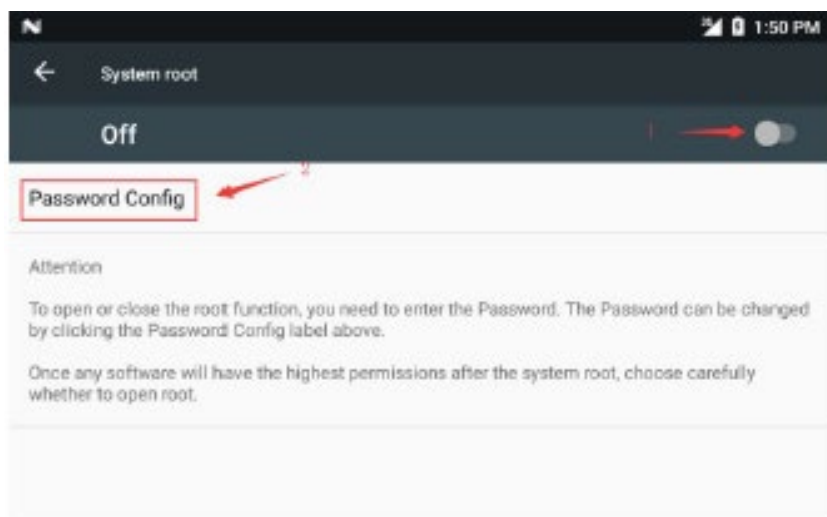 1:50 PM
System root
Off
1
2
Password Config
Attention
To open or close the root function, you need to enter the Password. The Password can be changed
by clicking the Password Config label above.
Once any software will have the highest permissions after the system root, choose carefully
whether to open root.